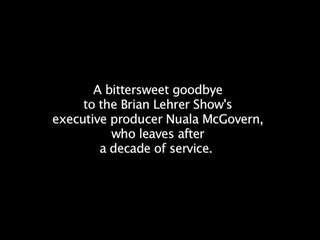 A bittersweet goodbye
to the Brian Lehrer Show's
executive producer Nuala McGovern,
who leaves after
a decade of service.